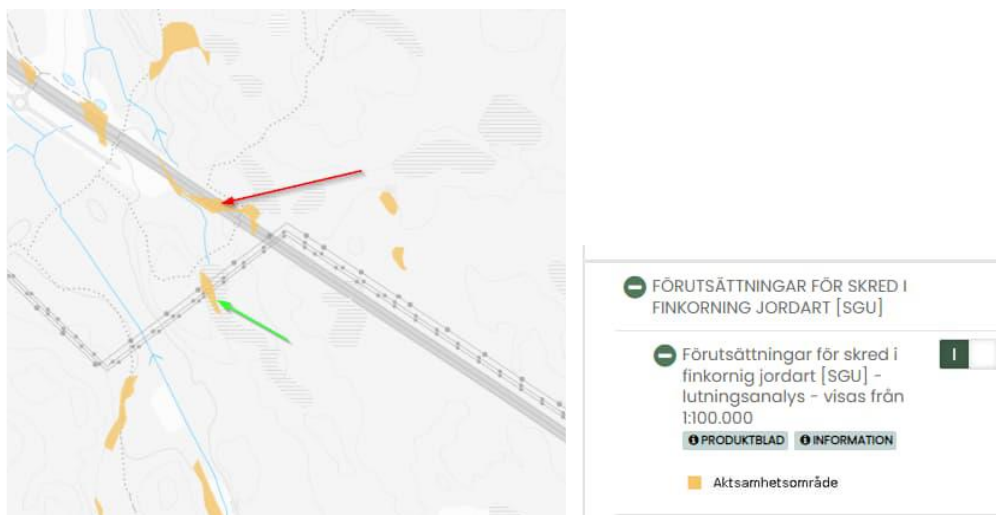 FÖRUTSÄTTNINGAR FÖR SKRED I
FINKORNING JORDART [SGU]
Förutsättningar för skred i
finkornig jordart [SGU] -
lutningsanalys - visas från
1:100.000
PRODUKTBLAD INFORMATION
Aktsamhetsområde